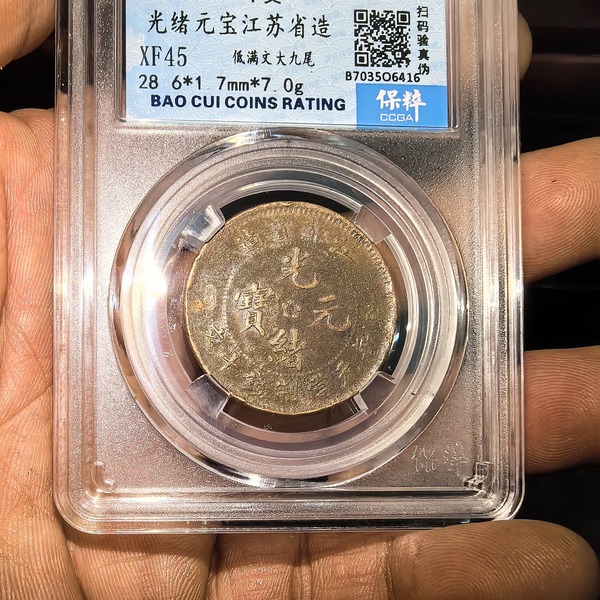 光绪元宝江苏省造
XF45 低满文大九尾
28 6*1 7mm*7.0g
BAO CUI COINS RATING
扫码验真伪
B703506416
保粹
CCGA
光
寶 元
緒